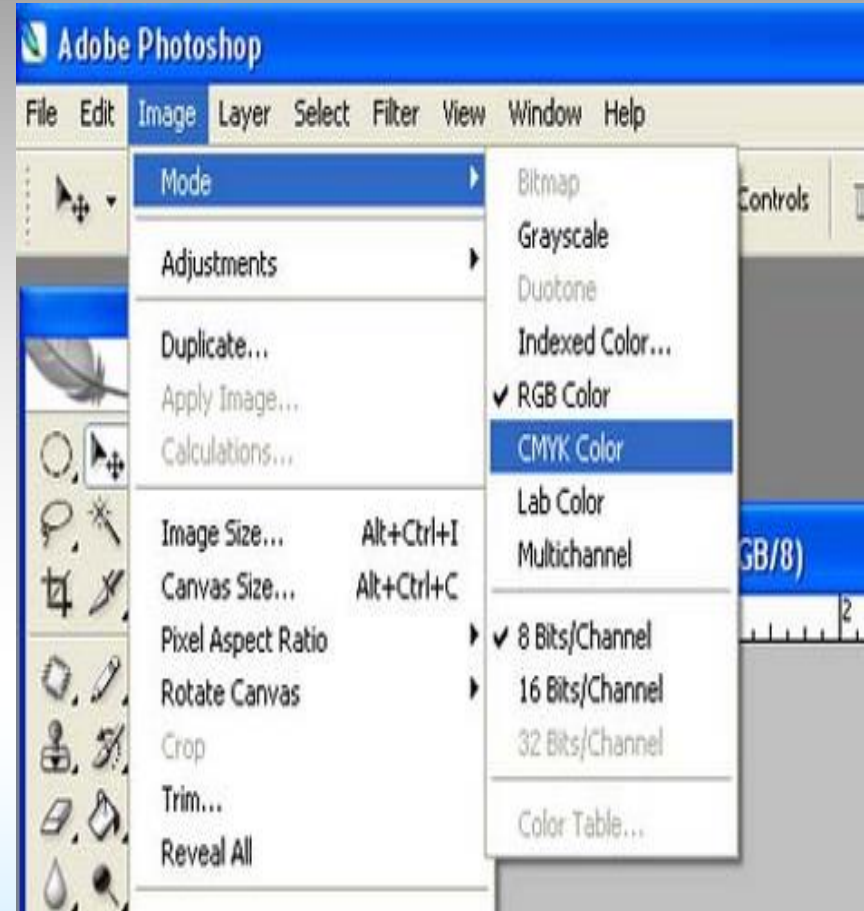 Adobe Photoshop
File Edit Image Layer Select Filter View Window Help
Mode
Adjustments
Duplicate...
Apply Image...
Calculations...
Image Size... Alt+Ctrl+I
Canvas Size... Alt+Ctrl+C
Pixel Aspect Ratio
Rotate Canvas
Crop
Trim...
Reveal All
Bitmap
Grayscale
Duotone
Indexed Color...
✓ RGB Color
CMYK Color
Lab Color
Multichannel
✓ 8 Bits/Channel
16 Bits/Channel
32 Bits/Channel
Color Table...
Controls
GB/8)
2